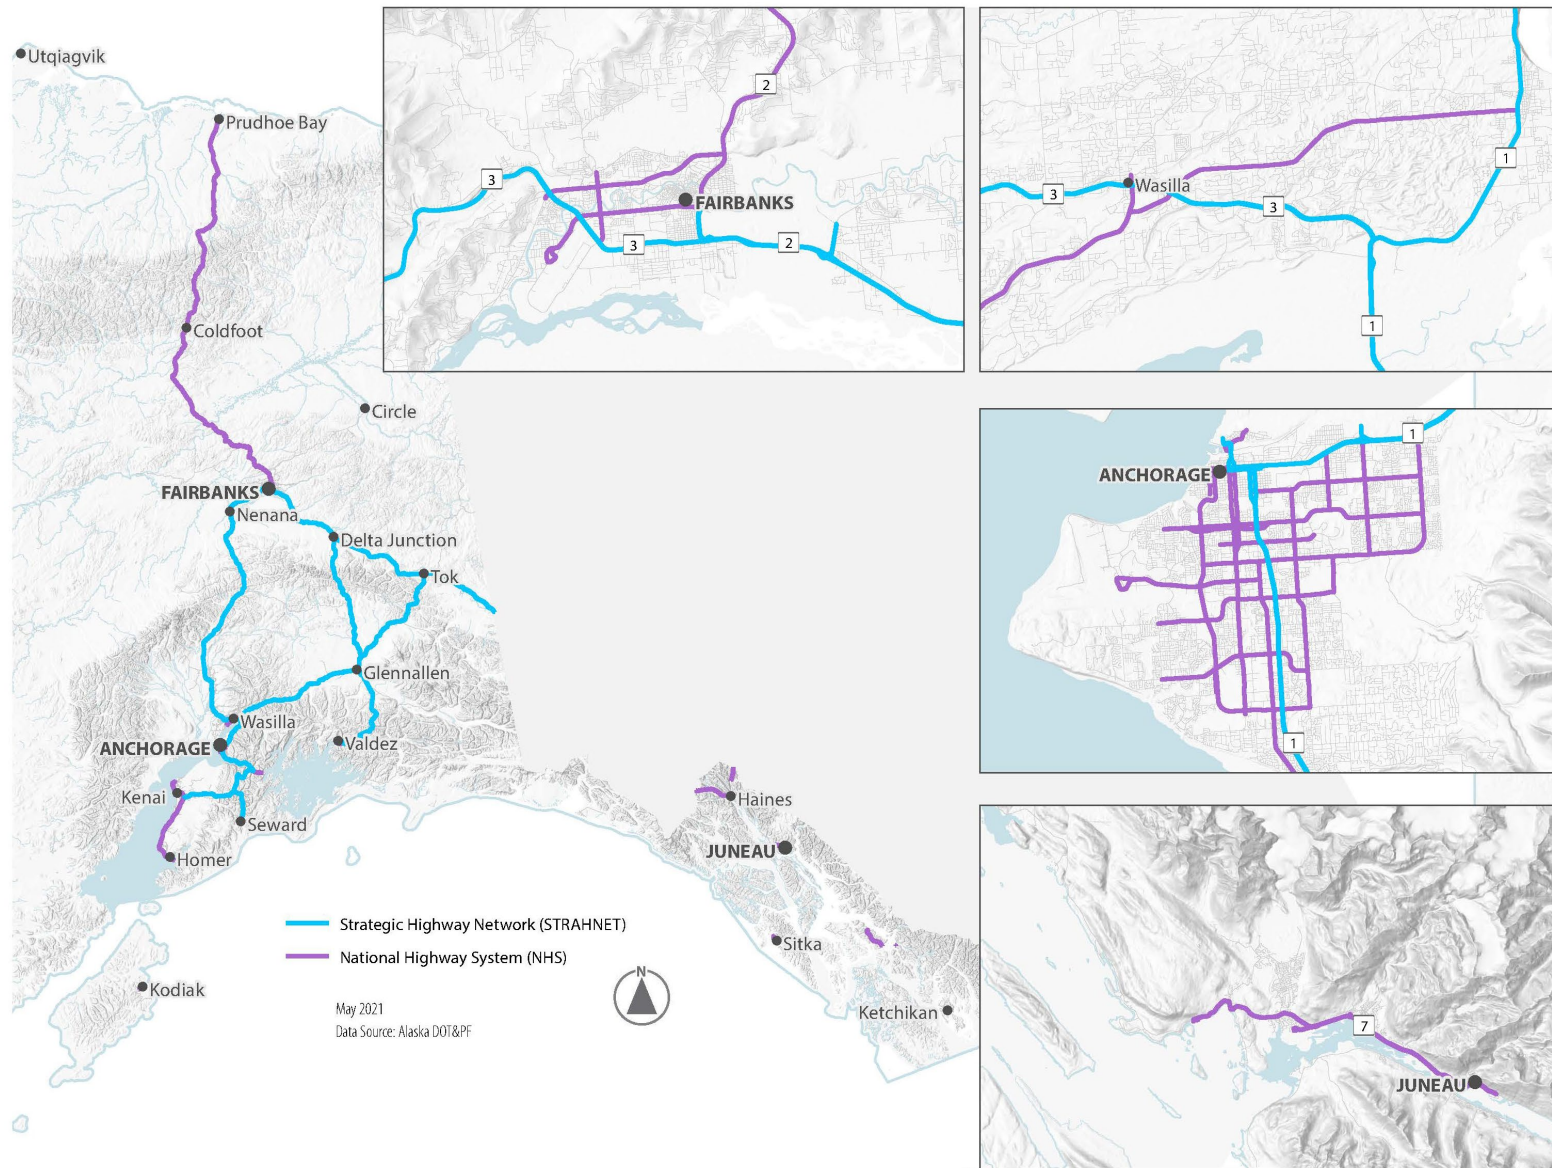 Utqiagvik
Prudhoe Bay
Coldfoot
Circle
FAIRBANKS
Nenana
Delta Junction
Tok
Glennallen
Wasilla
ANCHORAGE
Valdez
Kenai
Seward
Homer
Haines
JUNEAU
Sitka
Kodiak
Ketchikan
Strategic Highway Network (STRAHNET)
National Highway System (NHS)
N
May 2021
Data Source: Alaska DOT&PF
2
3
FAIRBANKS
3
2
1
Wasilla
3
3
1
1
ANCHORAGE
1
7
JUNEAU